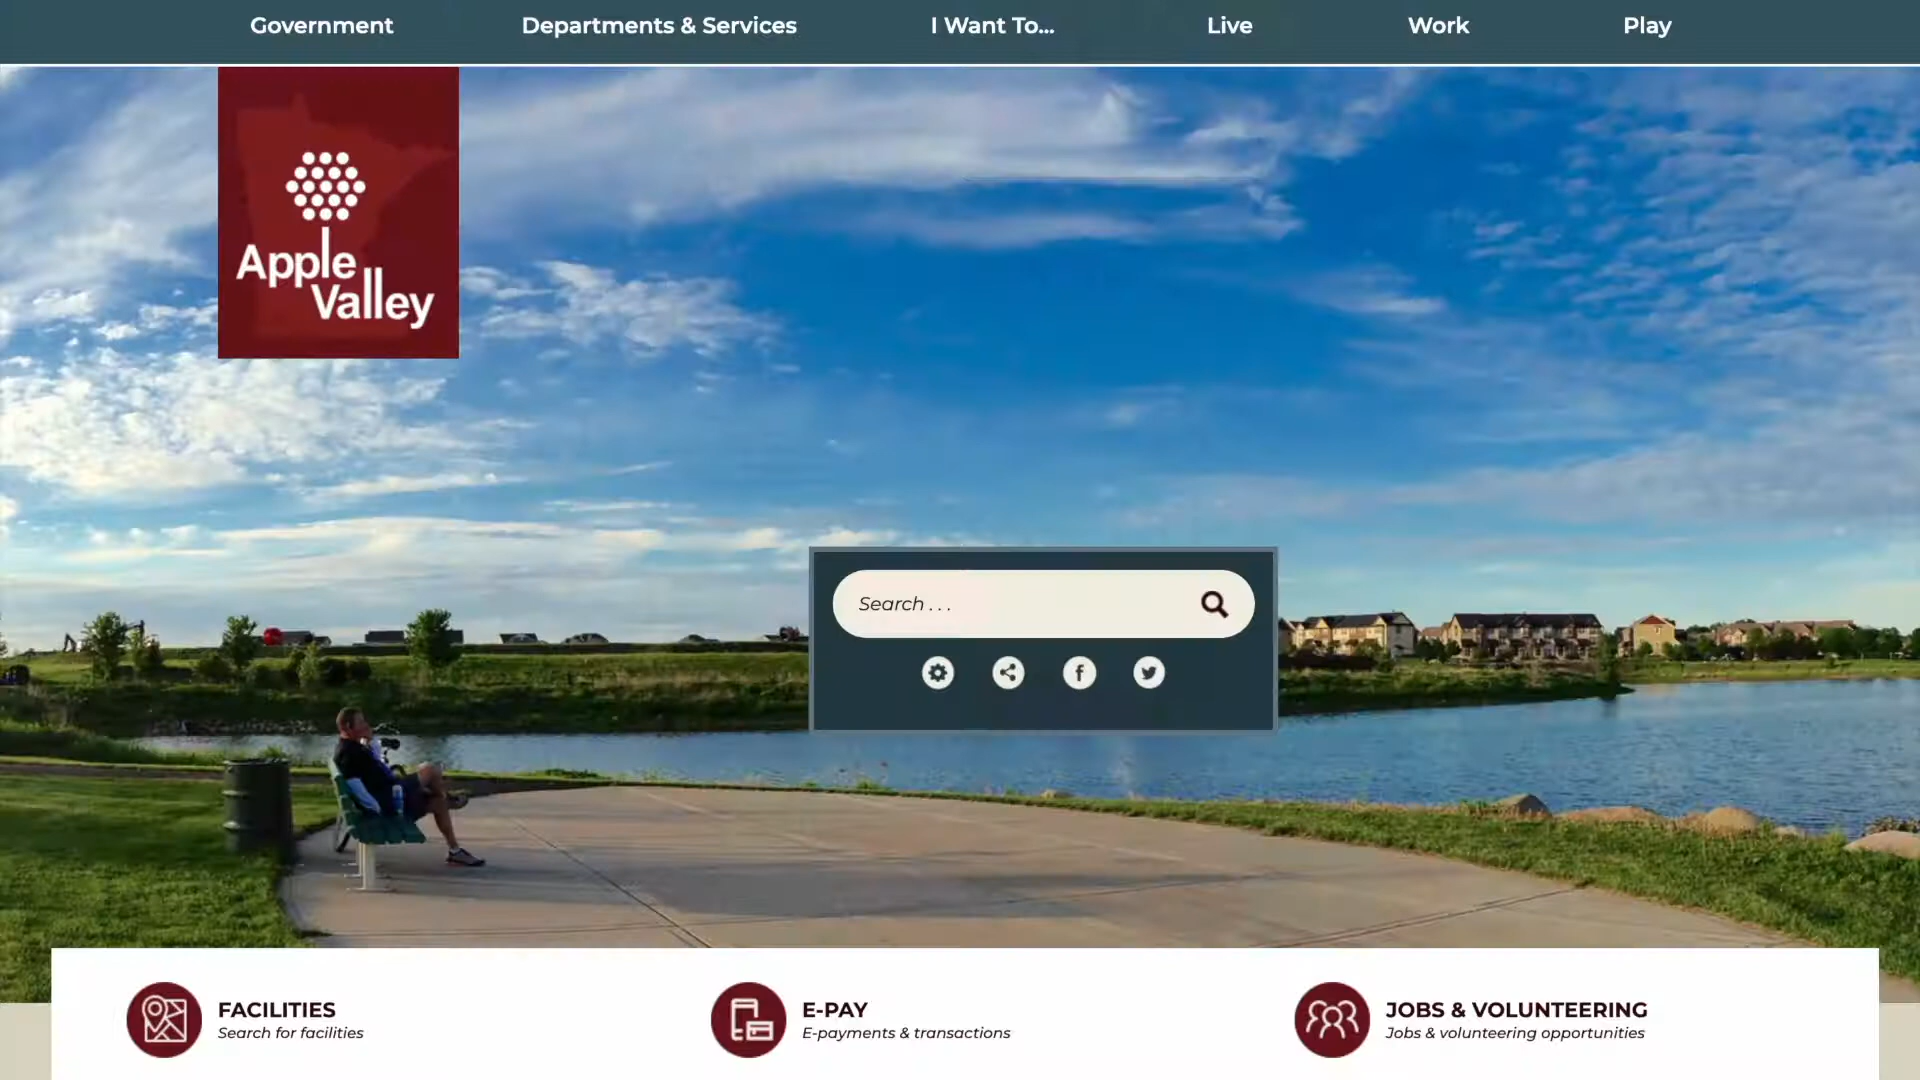 Government
Departments & Services
I Want To...
Live
Work
Play
Apple
Valley
Search . . .
FACILITIES
Search for facilities
E-PAY
E-payments & transactions
JOBS & VOLUNTEERING
Jobs & volunteering opportunities